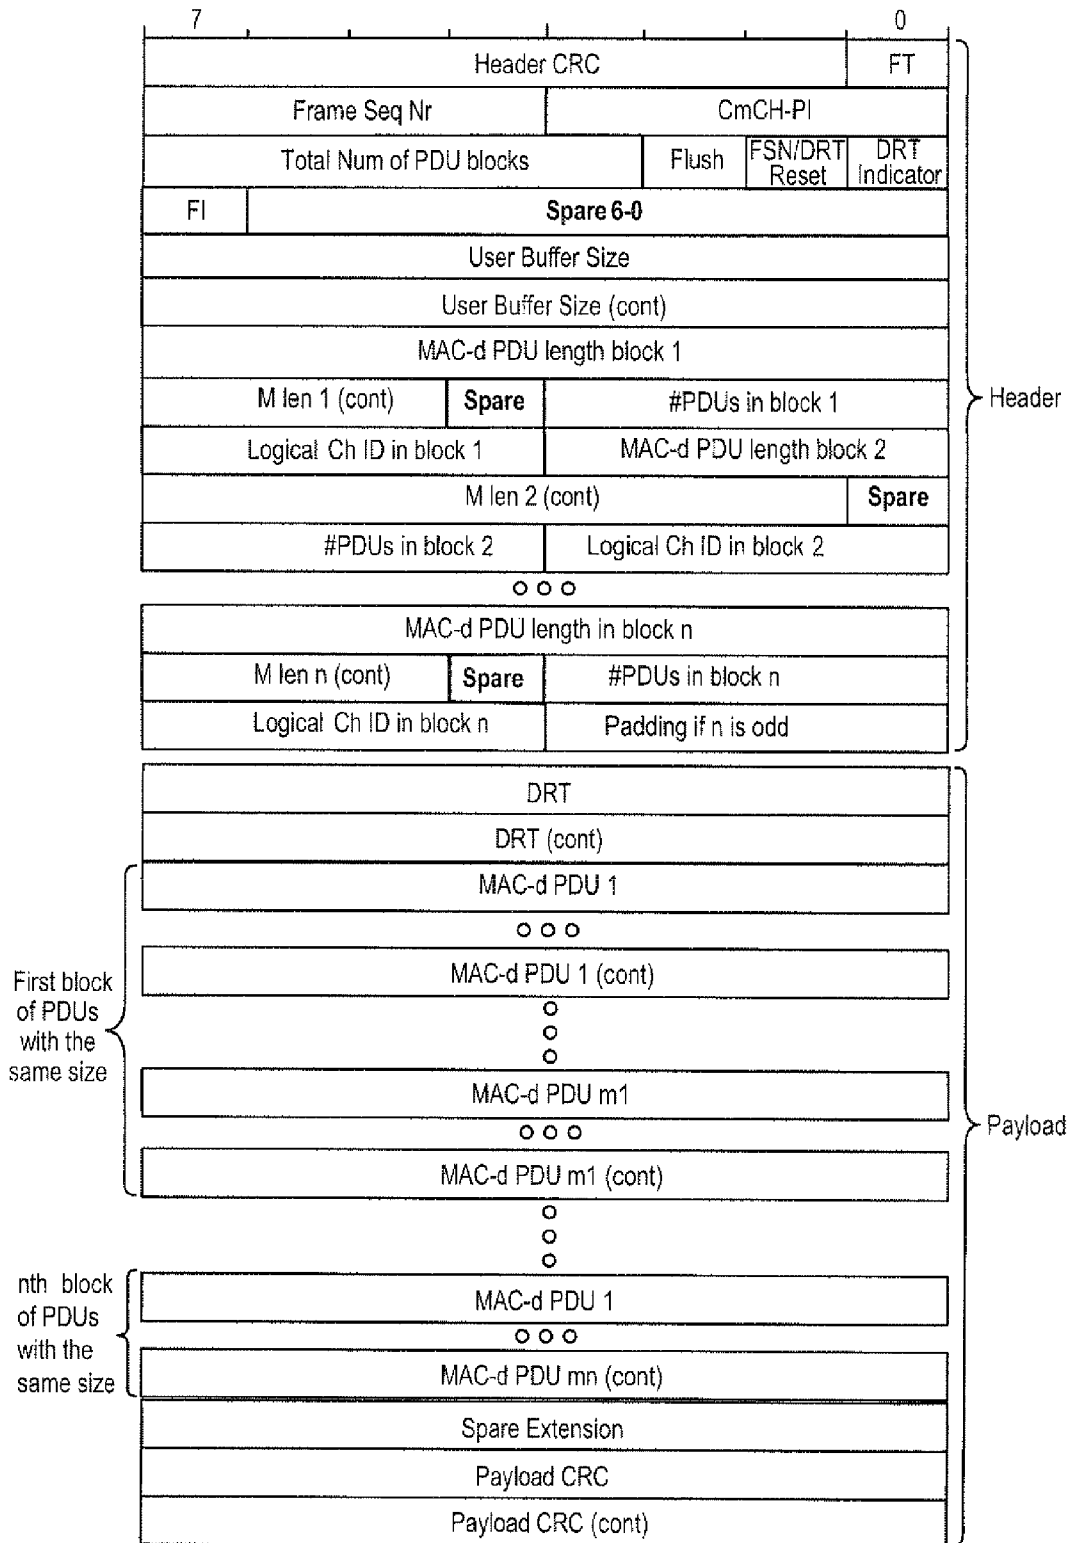 7 0
Header CRC FT
Frame Seq Nr CmCH-PI
Total Num of PDU blocks Flush FSN/DRT Reset DRT Indicator
FI Spare 6-0
User Buffer Size
User Buffer Size (cont)
MAC-d PDU length block 1
M len 1 (cont) Spare #PDUs in block 1
Header
Logical Ch ID in block 1 MAC-d PDU length block 2
M len 2 (cont) Spare
#PDUs in block 2 Logical Ch ID in block 2
MAC-d PDU length in block n
M len n (cont) Spare #PDUs in block n
Logical Ch ID in block n Padding if n is odd
DRT
DRT (cont)
MAC-d PDU 1
MAC-d PDU 1 (cont)
First block
of PDUs
with the
same size
MAC-d PDU m1
Payload
MAC-d PDU m1 (cont)
nth block
of PDUs
with the
same size
MAC-d PDU 1
MAC-d PDU mn (cont)
Spare Extension
Payload CRC
Payload CRC (cont)